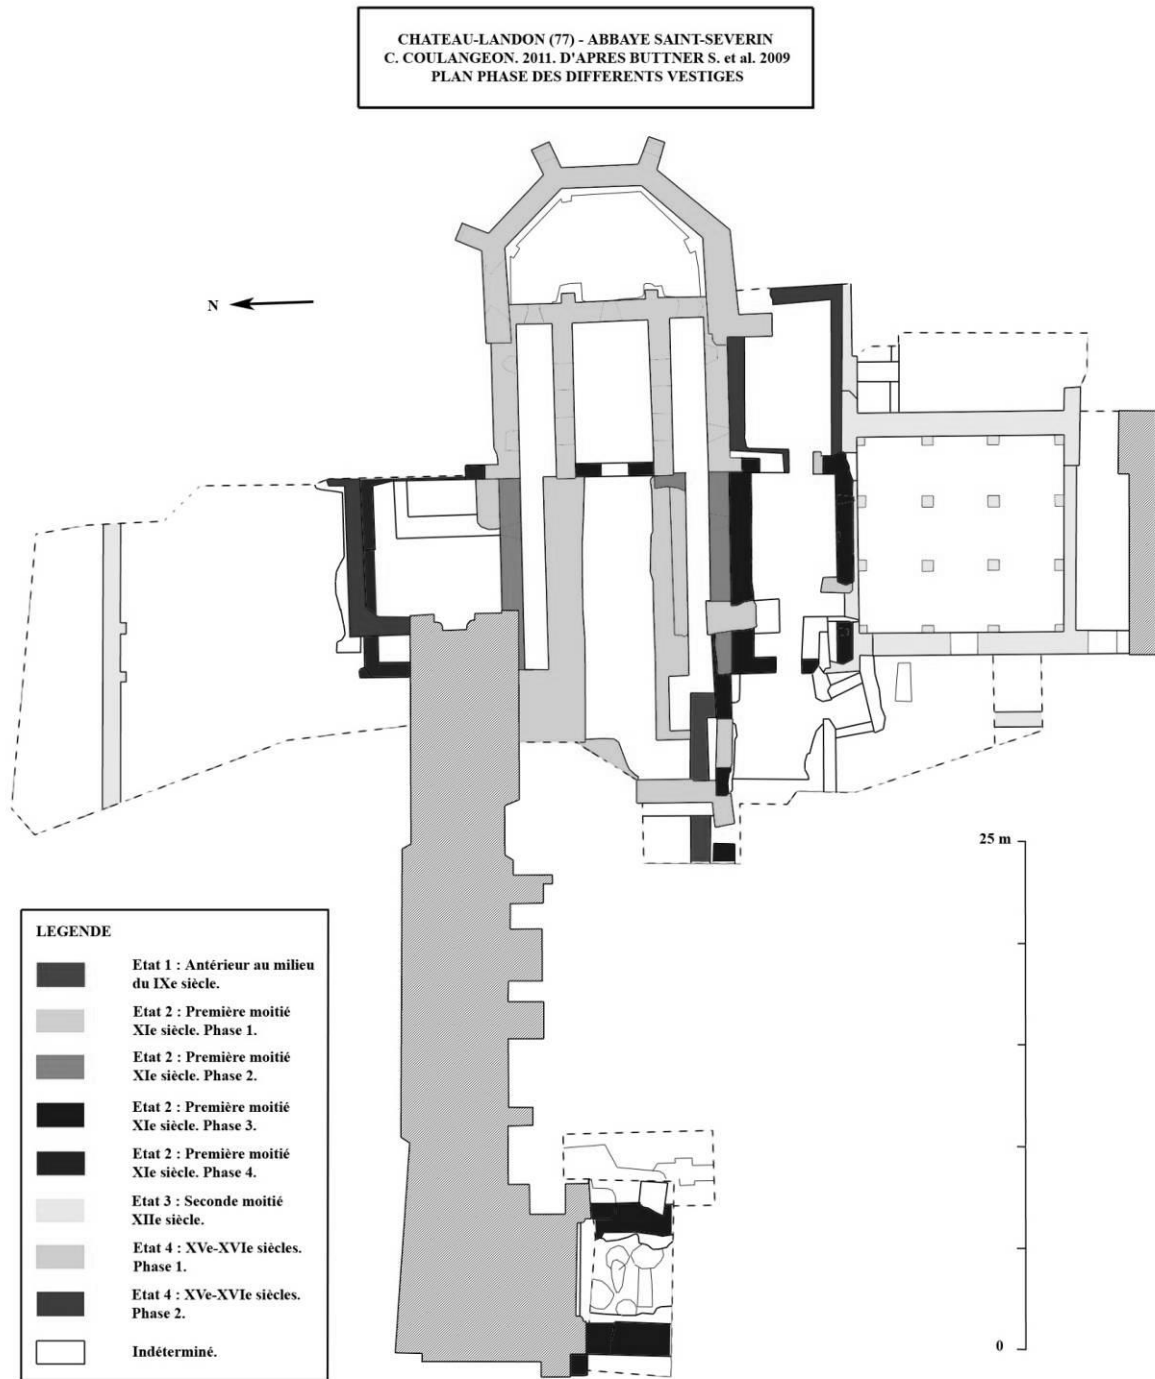 CHATEAU-LANDON (77) - ABBAYE SAINT-SEVERIN
C. COULANGEON. 2011. D'APRES BUTTNER S. et al. 2009
PLAN PHASE DES DIFFERENTS VESTIGES
N
25 m
0
LEGENDE
Etat 1 : Antérieur au milieu
du IXe siècle.
Etat 2 : Première moitié
XIe siècle. Phase 1.
Etat 2 : Première moitié
XIe siècle. Phase 2.
Etat 2 : Première moitié
XIe siècle. Phase 3.
Etat 2 : Première moitié
XIe siècle. Phase 4.
Etat 3 : Seconde moitié
XIIe siècle.
Etat 4 : XVe-XVIe siècles.
Phase 1.
Etat 4 : XVe-XVIe siècles.
Phase 2.
Indéterminé.